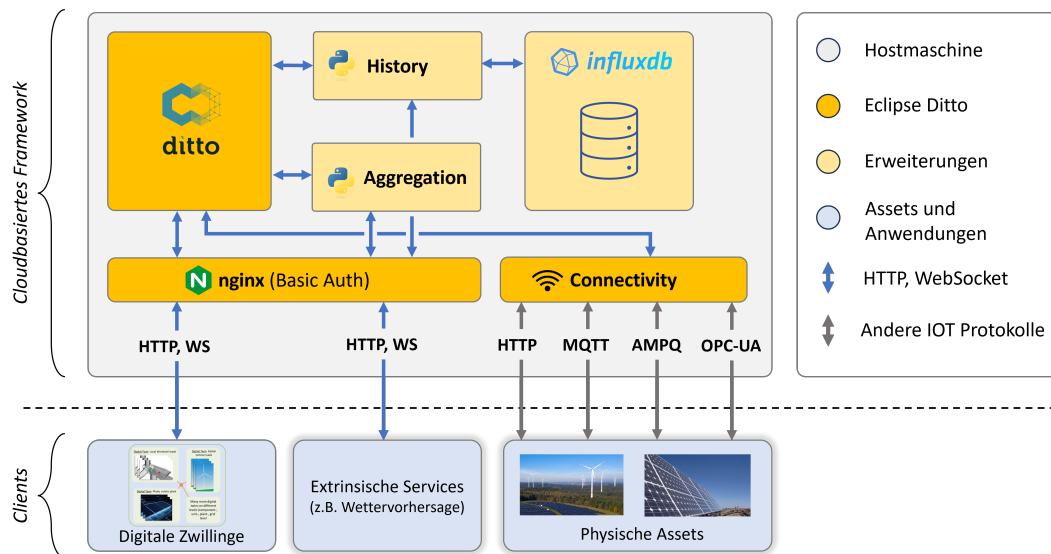 Cloudbasiertes Framework
ditto
History
influxdb
Aggregation
nginx (Basic Auth)
Connectivity
HTTP, WS
HTTP, WS
HTTP
MQTT
AMPQ
OPC-UA
Hostmaschine
Eclipse Ditto
Erweiterungen
Assets und
Anwendungen
HTTP, WebSocket
Andere IOT Protokolle
Clients
Digitale Zwillinge
Extrinsische Services
(z.B. Wettervorhersage)
Physische Assets